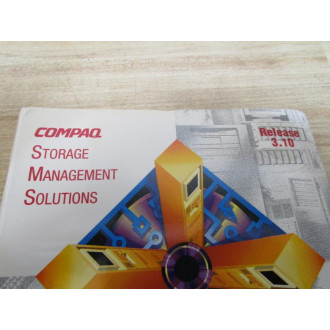 COMPAQ
STORAGE
MANAGEMENT
SOLUTIONS
Release
3.10